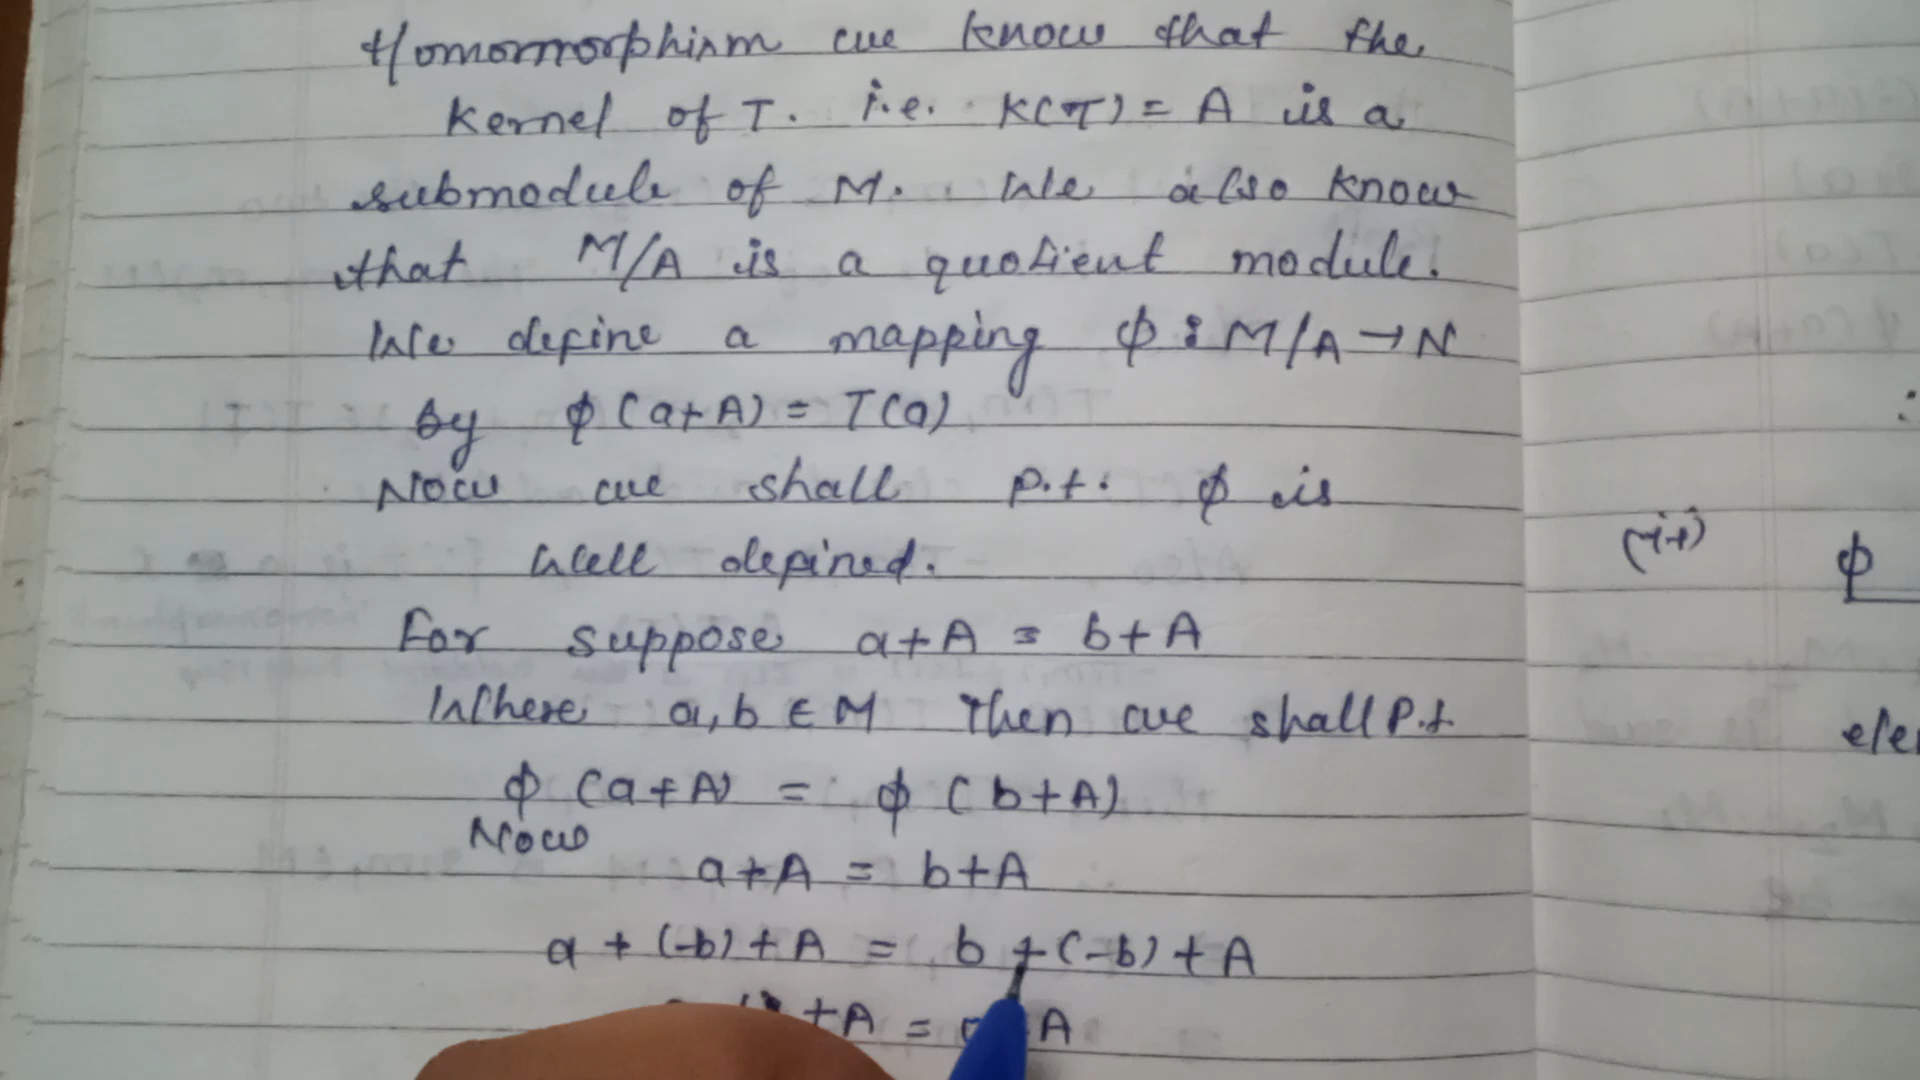 Homomorphism we know that the
Kernel of T. i.e. K(T) = A is a
submodule of M. We also know
that M/A is a quotient module.
We define a mapping ϕ : M/A → N
by ϕ (a+A) = T(a)
Now we shall p.t. ϕ is
well defined.
For suppose a+A = b+A
Where a, b ∈ M Then we shall P.t.
ϕ (a+A) = ϕ (b+A)
Now
a+A = b+A
a + (-b) + A = b + (-b) + A
+A = A
(ii) ϕ